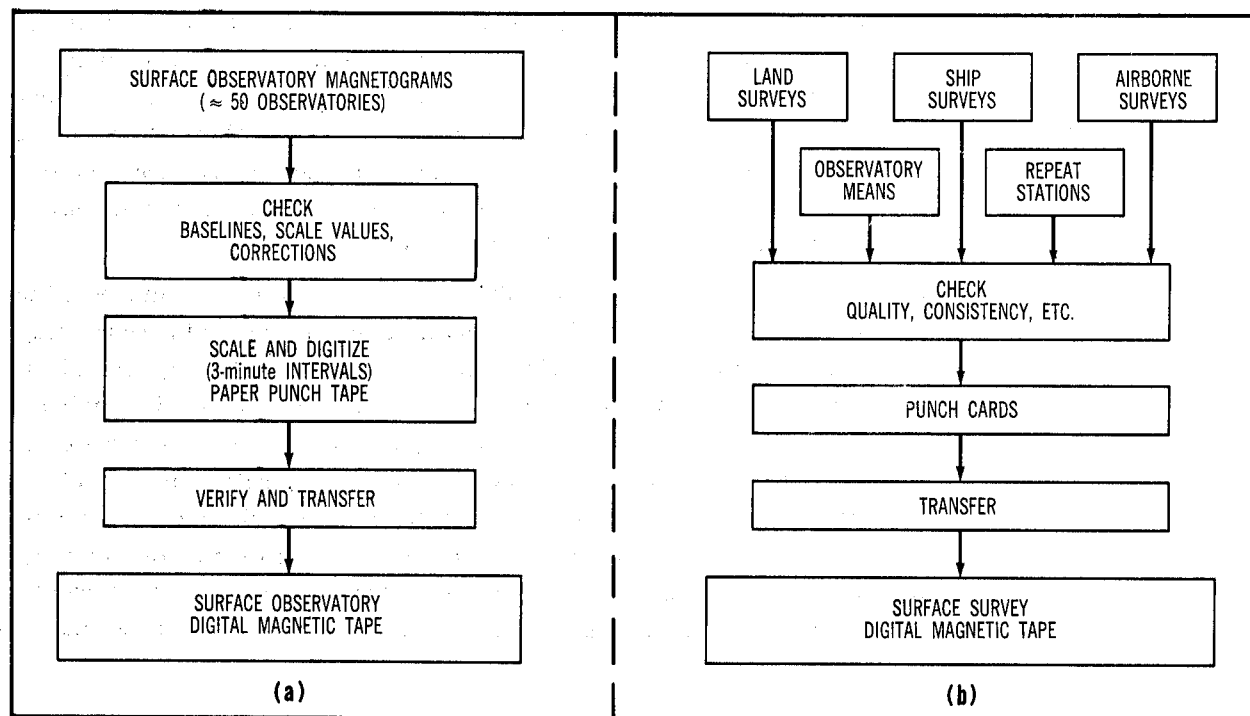 SURFACE OBSERVATORY MAGNETOGRAMS
(≈ 50 OBSERVATORIES)
CHECK
BASELINES, SCALE VALUES,
CORRECTIONS
SCALE AND DIGITIZE
(3-minute INTERVALS)
PAPER PUNCH TAPE
VERIFY AND TRANSFER
SURFACE OBSERVATORY
DIGITAL MAGNETIC TAPE
(a)
LAND
SURVEYS
SHIP
SURVEYS
AIRBORNE
SURVEYS
OBSERVATORY
MEANS
REPEAT
STATIONS
CHECK
QUALITY, CONSISTENCY, ETC.
PUNCH CARDS
TRANSFER
SURFACE SURVEY
DIGITAL MAGNETIC TAPE
(b)